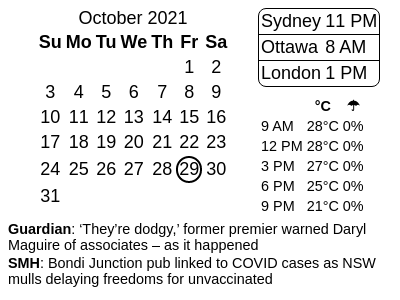 October 2021
Su Mo Tu We Th Fr Sa
1 2
3 4 5 6 7 8 9
10 11 12 13 14 15 16
17 18 19 20 21 22 23
24 25 26 27 28 29 30
31
Sydney 11 PM
Ottawa 8 AM
London 1 PM
°C ☂
9 AM 28°C 0%
12 PM 28°C 0%
3 PM 27°C 0%
6 PM 25°C 0%
9 PM 21°C 0%
Guardian: ‘They’re dodgy,’ former premier warned Daryl
Maguire of associates – as it happened
SMH: Bondi Junction pub linked to COVID cases as NSW
mulls delaying freedoms for unvaccinated